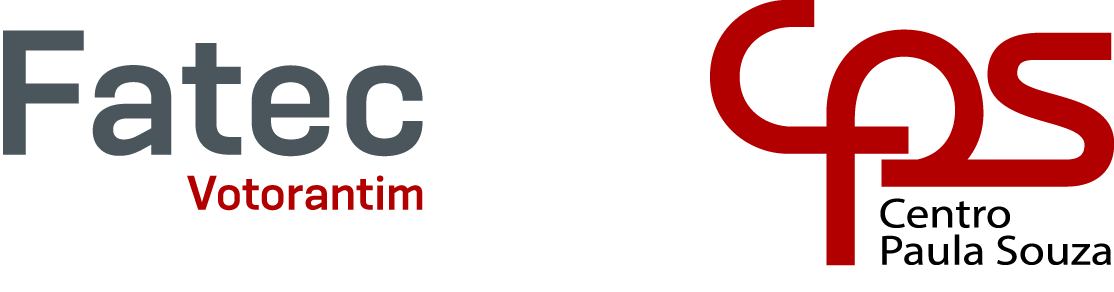 Fatec
Votorantim
cps
Centro
Paula Souza